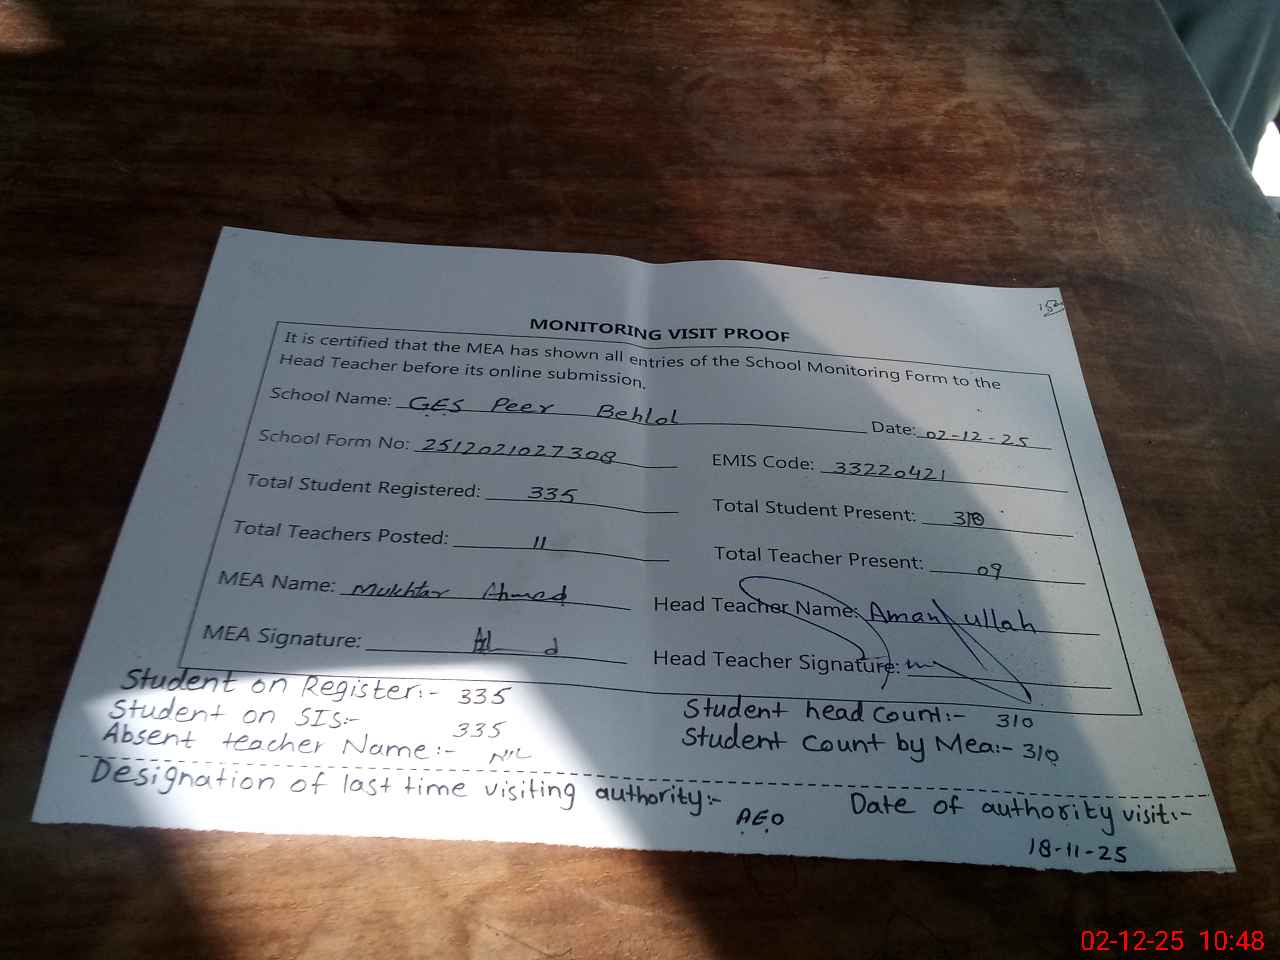 152
MONITORING VISIT PROOF
It is certified that the MEA has shown all entries of the School Monitoring Form to the
Head Teacher before its online submission.
School Name: GES Peer Behlol Date: 02-12-25
School Form No: 2512021027308 EMIS Code: 33220421
Total Student Registered: 335 Total Student Present: 310
Total Teachers Posted: 11 Total Teacher Present: 09
MEA Name: Mukhtar Ahmad Head Teacher Name: Aman ullah
MEA Signature: Head Teacher Signature:
Student on Register:- 335 Student head Count:- 310
Student on SIS:- 335 Student Count by Mea:- 310
Absent teacher Name:- NIL
Designation of last time visiting authority:- AEO Date of authority visit:- 18-11-25
02-12-25 10:48